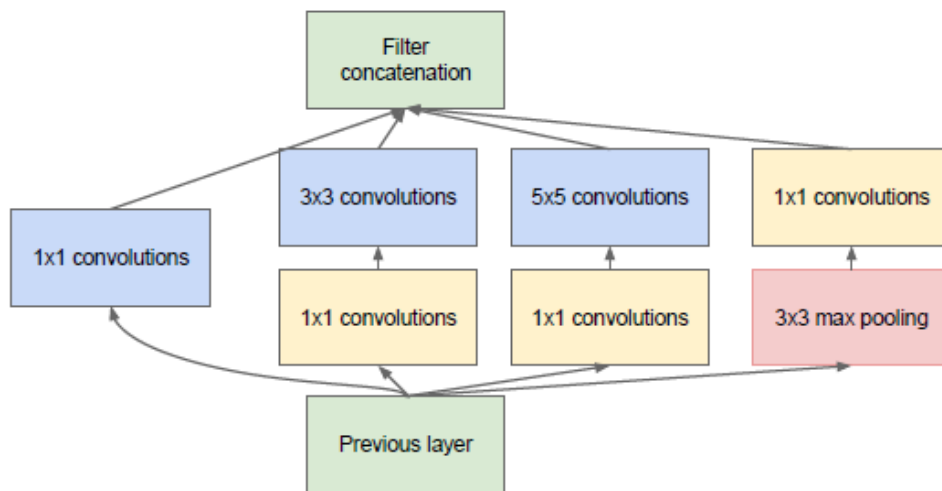 Filter
concatenation
3x3 convolutions
5x5 convolutions
1x1 convolutions
1x1 convolutions
1x1 convolutions
1x1 convolutions
3x3 max pooling
Previous layer